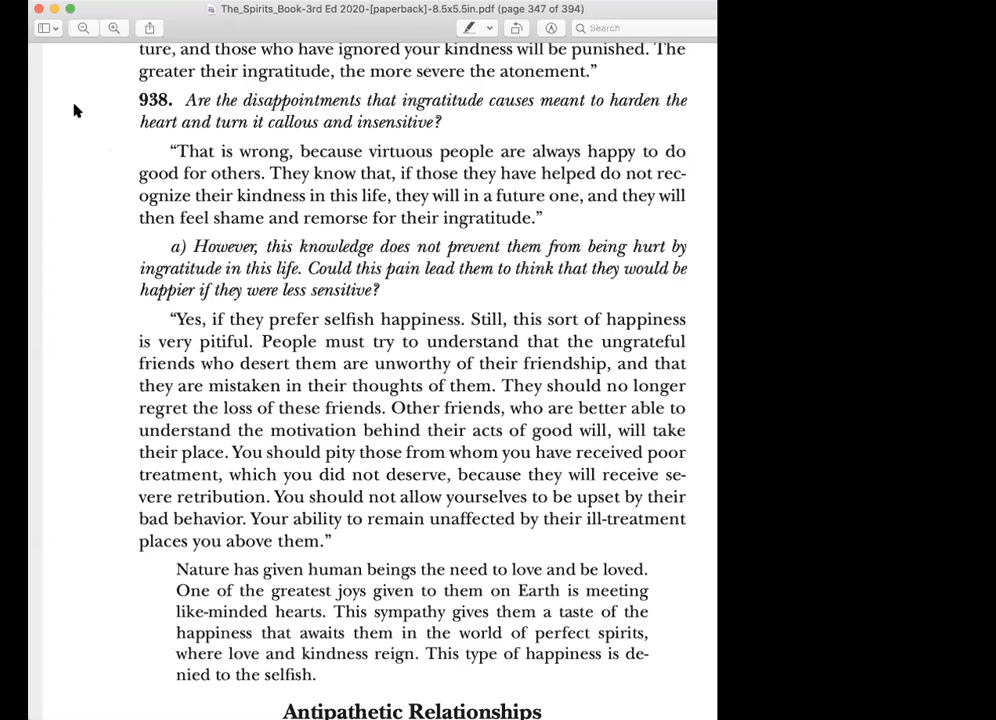 The_Spirits_Book-3rd Ed 2020-[paperback]-8.5x5.5in.pdf (page 347 of 394)
Search
ture, and those who have ignored your kindness will be punished. The
greater their ingratitude, the more severe the atonement.”
938. Are the disappointments that ingratitude causes meant to harden the
heart and turn it callous and insensitive?
“That is wrong, because virtuous people are always happy to do
good for others. They know that, if those they have helped do not rec-
ognize their kindness in this life, they will in a future one, and they will
then feel shame and remorse for their ingratitude.”
a) However, this knowledge does not prevent them from being hurt by
ingratitude in this life. Could this pain lead them to think that they would be
happier if they were less sensitive?
“Yes, if they prefer selfish happiness. Still, this sort of happiness
is very pitiful. People must try to understand that the ungrateful
friends who desert them are unworthy of their friendship, and that
they are mistaken in their thoughts of them. They should no longer
regret the loss of these friends. Other friends, who are better able to
understand the motivation behind their acts of good will, will take
their place. You should pity those from whom you have received poor
treatment, which you did not deserve, because they will receive se-
vere retribution. You should not allow yourselves to be upset by their
bad behavior. Your ability to remain unaffected by their ill-treatment
places you above them.”
Nature has given human beings the need to love and be loved.
One of the greatest joys given to them on Earth is meeting
like-minded hearts. This sympathy gives them a taste of the
happiness that awaits them in the world of perfect spirits,
where love and kindness reign. This type of happiness is de-
nied to the selfish.
Antipathetic Relationships